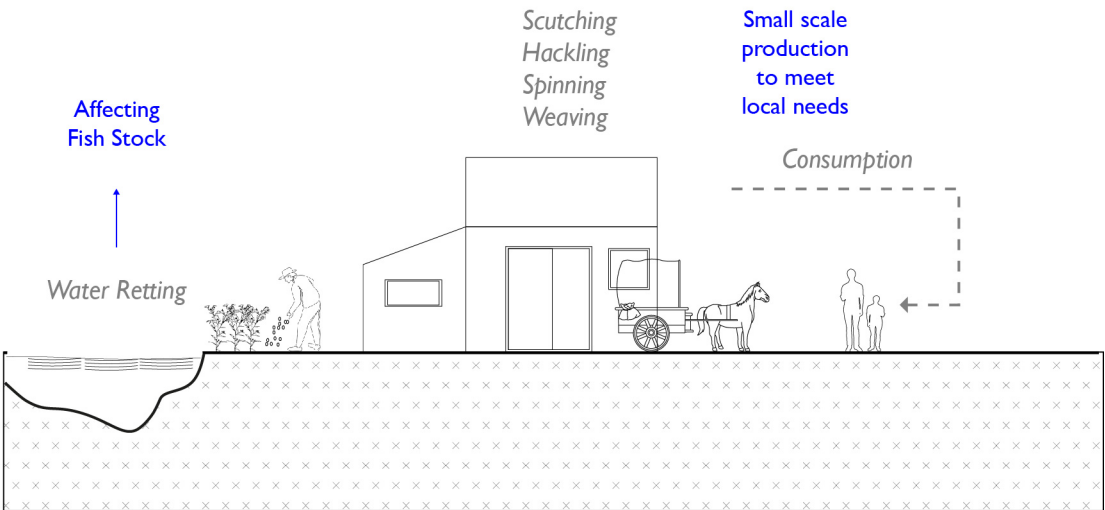 Affecting
Fish Stock
Water Retting
Scutching
Hackling
Spinning
Weaving
Small scale
production
to meet
local needs
Consumption